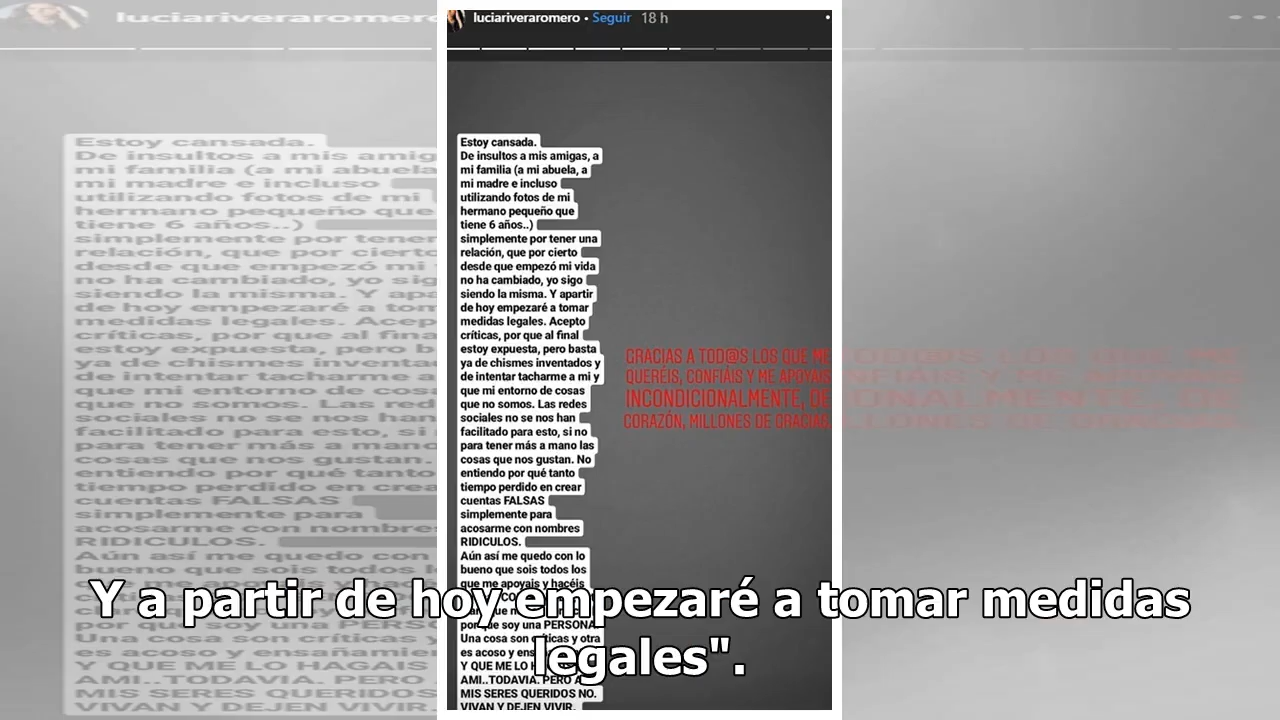 luciariveraromero • Seguir 18 h
Estoy cansada.
De insultos a mis amigas, a
mi familia (a mi abuela, a
mi madre e incluso
utilizando fotos de mi
hermano pequeño que
tiene 6 años..)
simplemente por tener una
relación, que por cierto
desde que empezó mi vida
no ha cambiado, yo sigo
siendo la misma. Y apartir
de hoy empezaré a tomar
medidas legales. Acepto
críticas, por que al final
estoy expuesta, pero basta
ya de chismes inventados y
de intentar tacharme a mi y
que mi entorno de cosas
que no somos. Las redes
sociales no se nos han
facilitado para esto, si no
para tener más a mano las
cosas que nos gustan. No
entiendo por qué tanto
tiempo perdido en crear
cuentas FALSAS
simplemente para
acosarme con nombres
RIDICULOS.
Aún así me quedo con lo
bueno que sois todos los
que me apoyais y hacéis
porque soy una PERSONA.
Una cosa son críticas y otra
es acoso y
Y QUE ME LO HAGAIS
AMI..TODAVIA. PERO A
MIS SERES QUERIDOS NO.
VIVAN Y DEJEN VIVIR.
GRACIAS A TOD@S LOS QUE ME
QUERÉIS, CONFIÁIS Y ME APOYAIS
INCONDICIONALMENTE, DE
CORAZÓN, MILLONES DE GRACIAS.
Y a partir de hoy empezaré a tomar medidas
legales".